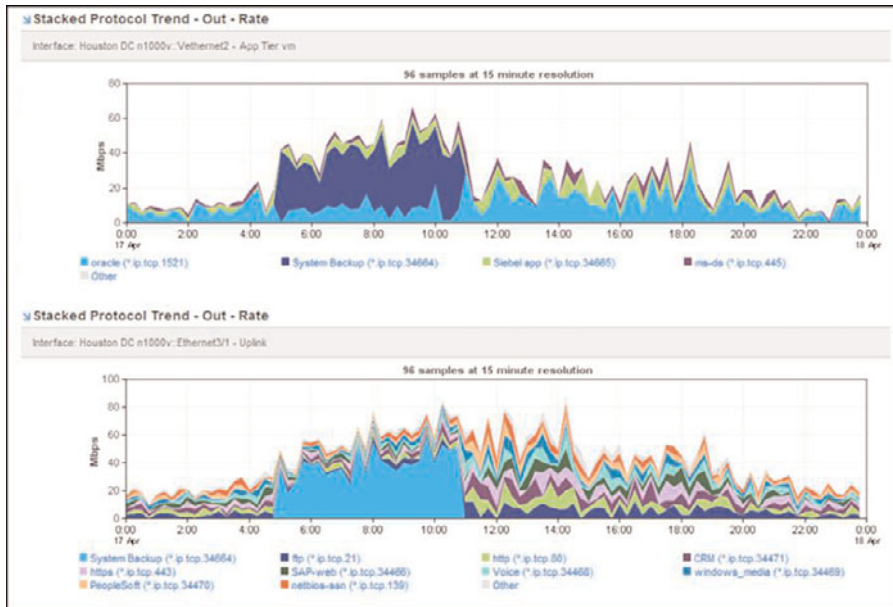 Stacked Protocol Trend - Out - Rate
Interface: Houston DC n1000v::Vethernet2 - App Tier vm
96 samples at 15 minute resolution
80
60
40
20
0
Mbps
0:00 2:00 4:00 6:00 8:00 10:00 12:00 14:00 16:00 18:00 20:00 22:00 0:00
17 Apr 18 Apr
oracle (*.ip.tcp.1521) System Backup (*.ip.tcp.34664) Siebel app (*.ip.tcp.34665) ms-ds (*.ip.tcp.445)
Other
Stacked Protocol Trend - Out - Rate
Interface: Houston DC n1000v::Ethernet3/1 - Uplink
96 samples at 15 minute resolution
100
80
60
40
20
0
Mbps
0:00 2:00 4:00 6:00 8:00 10:00 12:00 14:00 16:00 18:00 20:00 22:00 0:00
17 Apr 18 Apr
System Backup (*.ip.tcp.34664) ftp (*.ip.tcp.21) http (*.ip.tcp.80) CRM (*.ip.tcp.34471)
https (*.ip.tcp.443) SAP-web (*.ip.tcp.34466) Voice (*.ip.tcp.34468) windows_media (*.ip.tcp.34469)
PeopleSoft (*.ip.tcp.34470) netbios-ssn (*.ip.tcp.139) Other